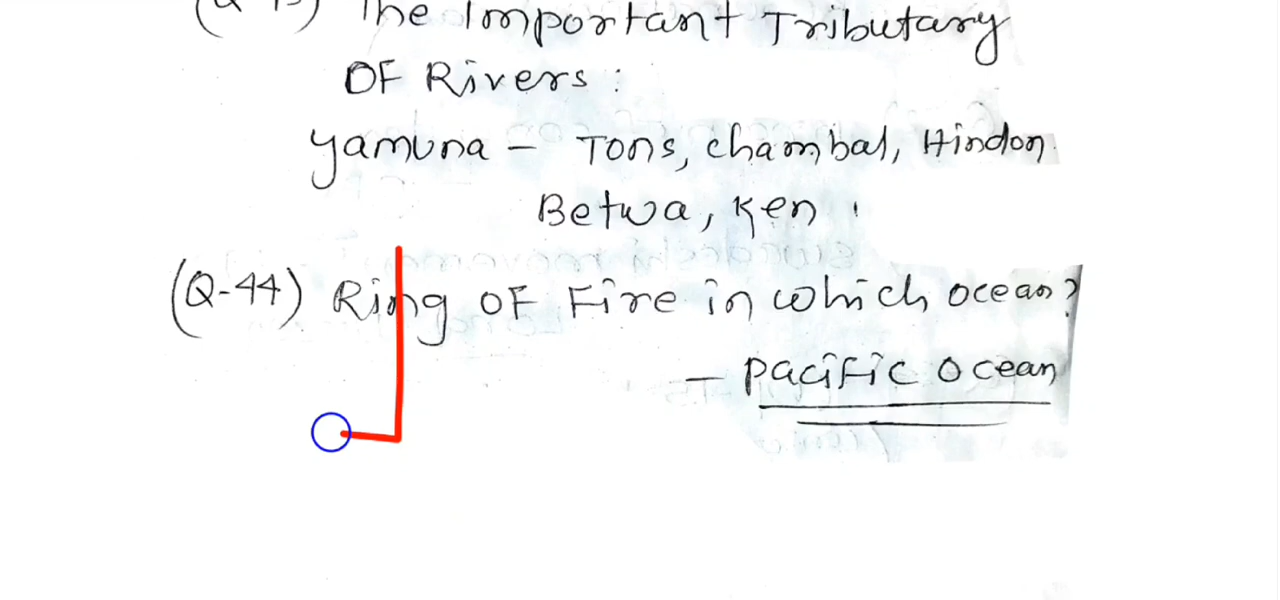 The Important Tributary
OF Rivers :
Yamuna – Tons, chambal, Hindon
Betwa, Ken
(Q-44) Ring OF Fire in which ocean?
– Pacific Ocean